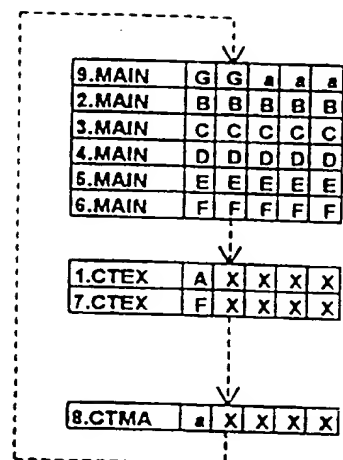 9.MAIN G G a a a
2.MAIN B B B B B
3.MAIN C C C C C
4.MAIN D D D D D
5.MAIN E E E E E
6.MAIN F F F F F
1.CTEX A X X X X
7.CTEX F X X X X
8.CTMA a X X X X